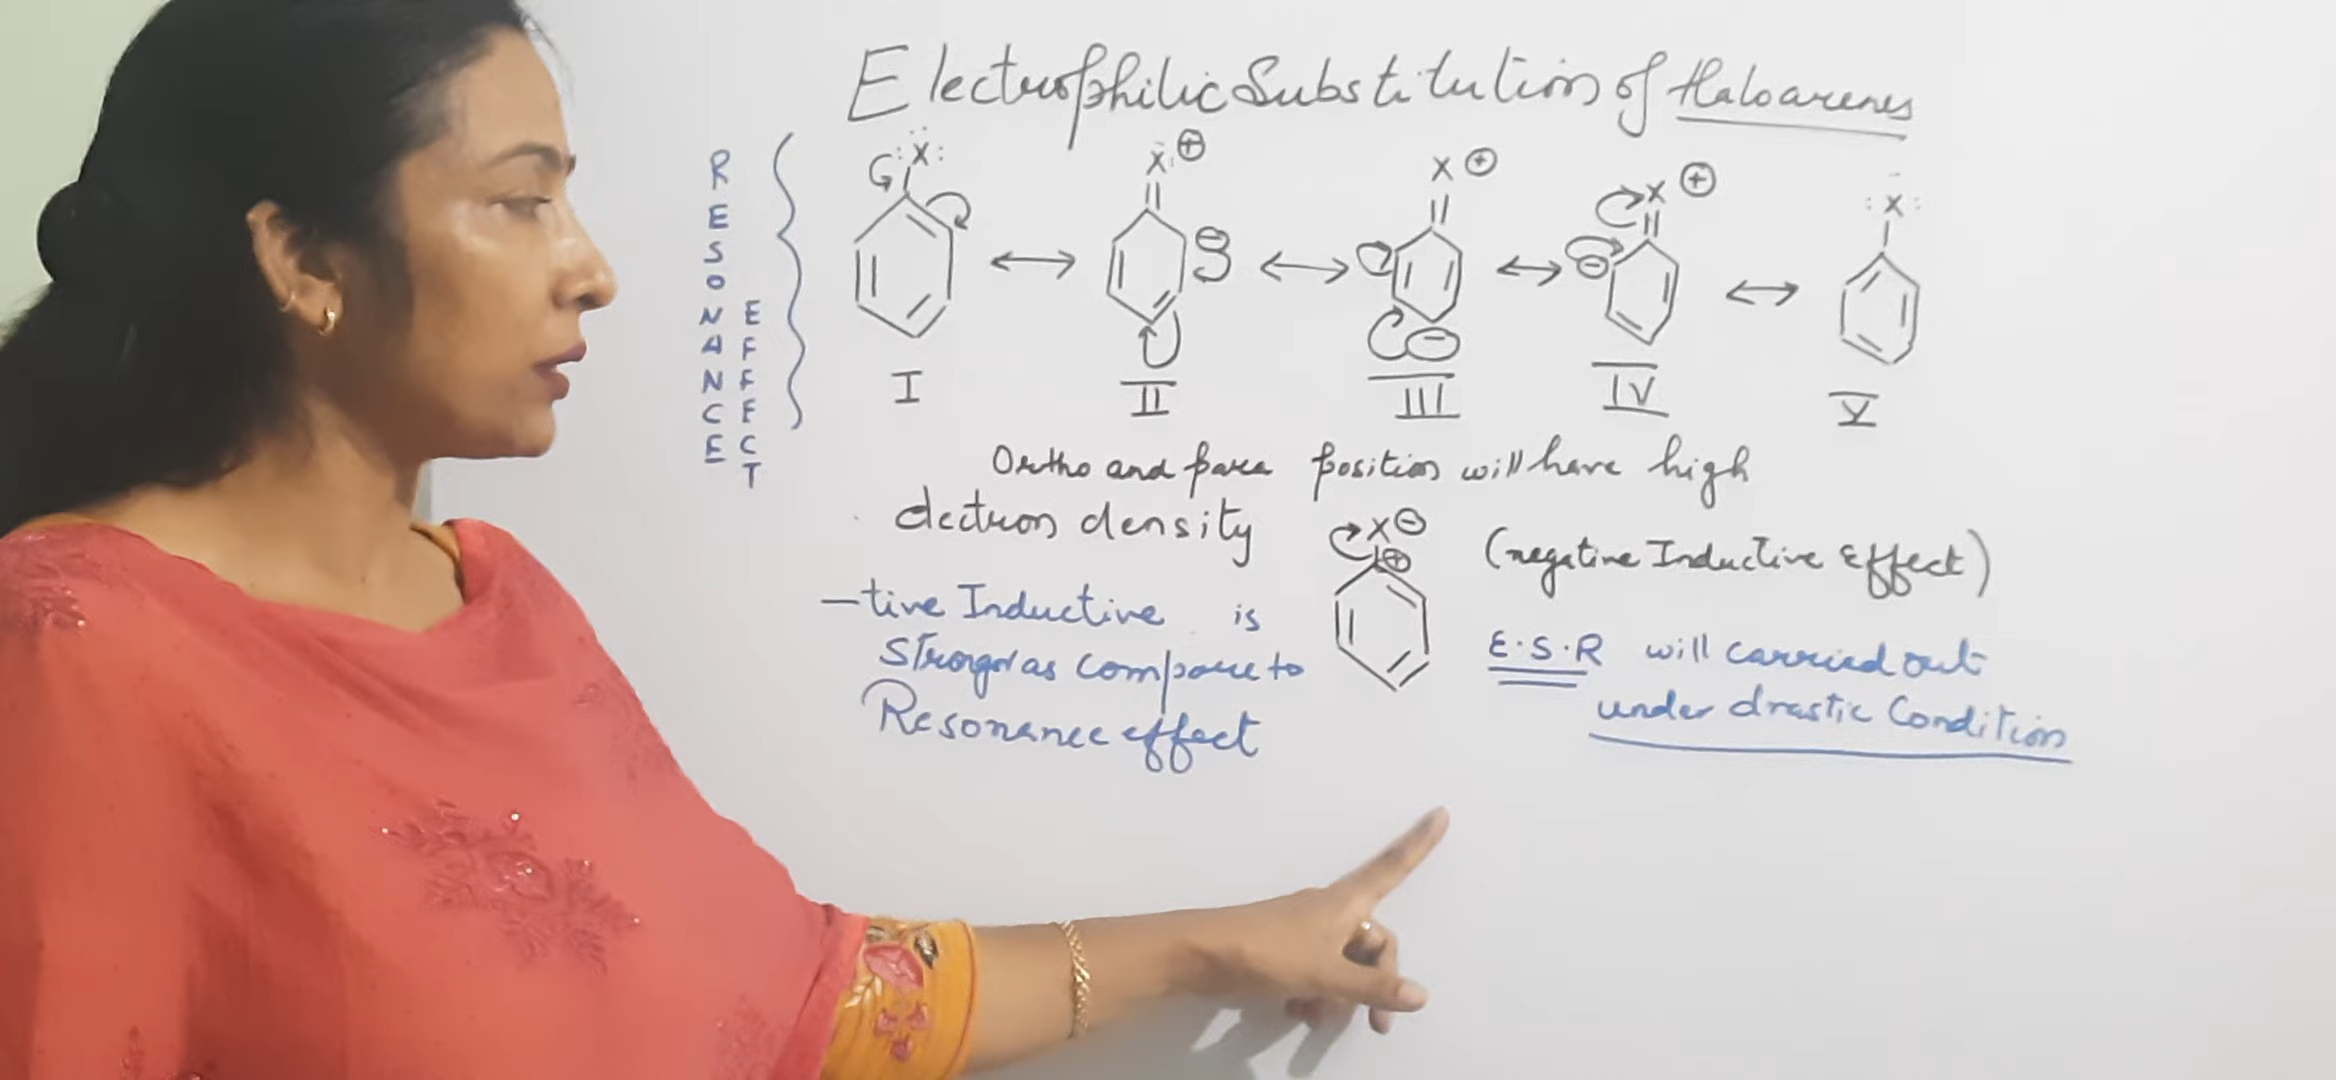 Electrophilic Substitution of Haloarenes
RESONANCE
EFFECT
:Ẍ:
Ẍ: ⊕
X ⊕
X ⊕
:Ẍ:
⊖
⊖
⊖
I
II
III
IV
V
Ortho and para position will have high
electron density
X⊖
⊕
(negative Inductive Effect)
–tive Inductive is
Stronger as compare to
Resonance effect
E.S.R will carried out
under drastic Condition